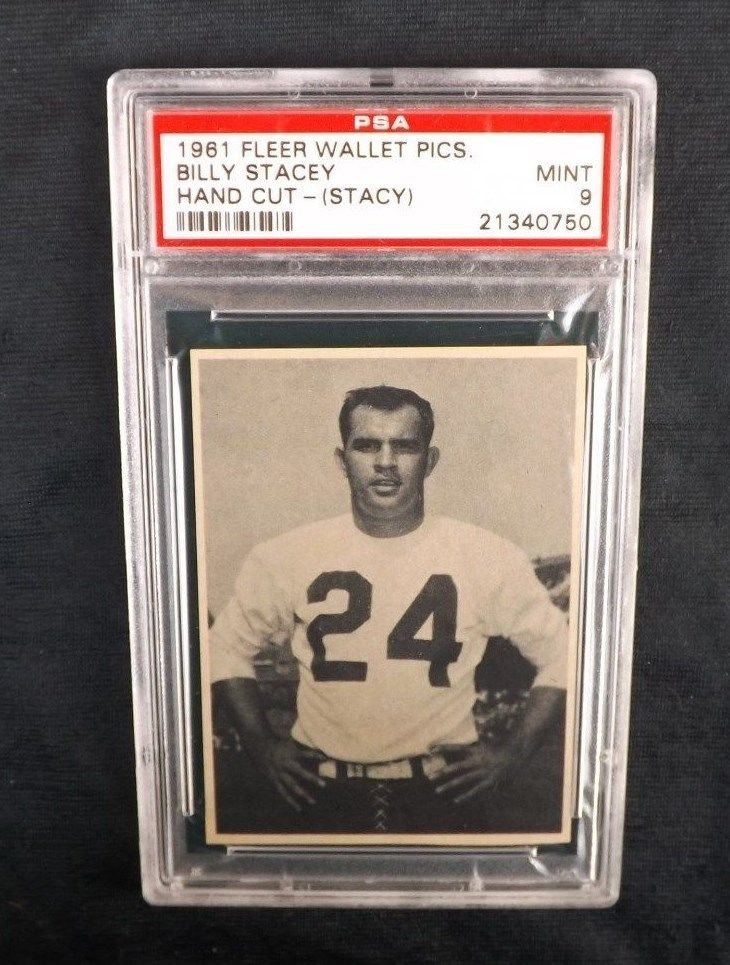 PSA
1961 FLEER WALLET PICS.
BILLY STACEY MINT
HAND CUT - (STACY) 9
21340750
24